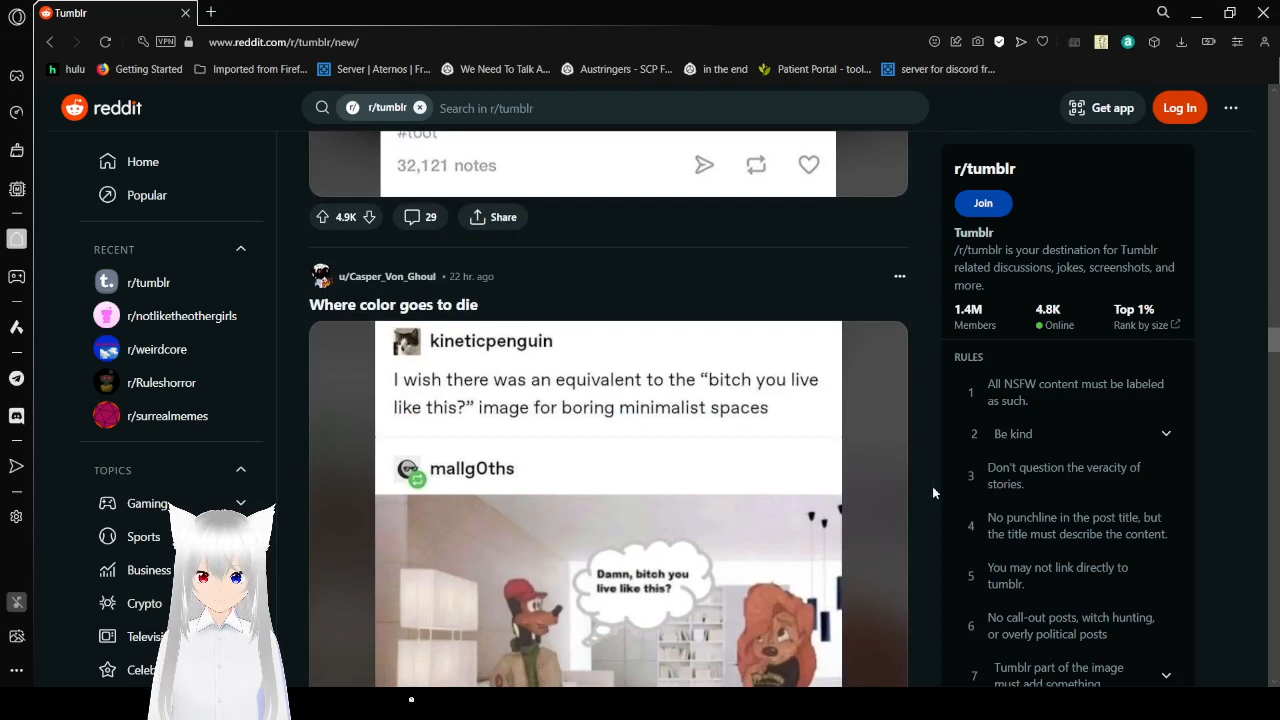 Tumblr
VPN
www.reddit.com/r/tumblr/new/
hulu
Getting Started
Imported from Firef...
Server | Aternos | Fr...
We Need To Talk A...
Austringers - SCP F...
in the end
Patient Portal - tool...
server for discord fr...
reddit
r/ r/tumblr
Search in r/tumblr
Get app
Log In
Home
Popular
RECENT
r/tumblr
r/notliketheothergirls
r/weirdcore
r/Ruleshorror
r/surrealmemes
TOPICS
Gaming
Sports
Business
Crypto
Televisi
Celeb
#toot
32,121 notes
4.9K
29
Share
u/Casper_Von_Ghoul • 22 hr. ago
Where color goes to die
kineticpenguin
I wish there was an equivalent to the “bitch you live
like this?” image for boring minimalist spaces
mallg0ths
Damn, bitch you
live like this?
r/tumblr
Join
Tumblr
/r/tumblr is your destination for Tumblr
related discussions, jokes, screenshots, and
more.
1.4M
Members
4.8K
Online
Top 1%
Rank by size
RULES
1 All NSFW content must be labeled
as such.
2 Be kind
3 Don't question the veracity of
stories.
4 No punchline in the post title, but
the title must describe the content.
5 You may not link directly to
tumblr.
6 No call-out posts, witch hunting,
or overly political posts
7 Tumblr part of the image
must add something